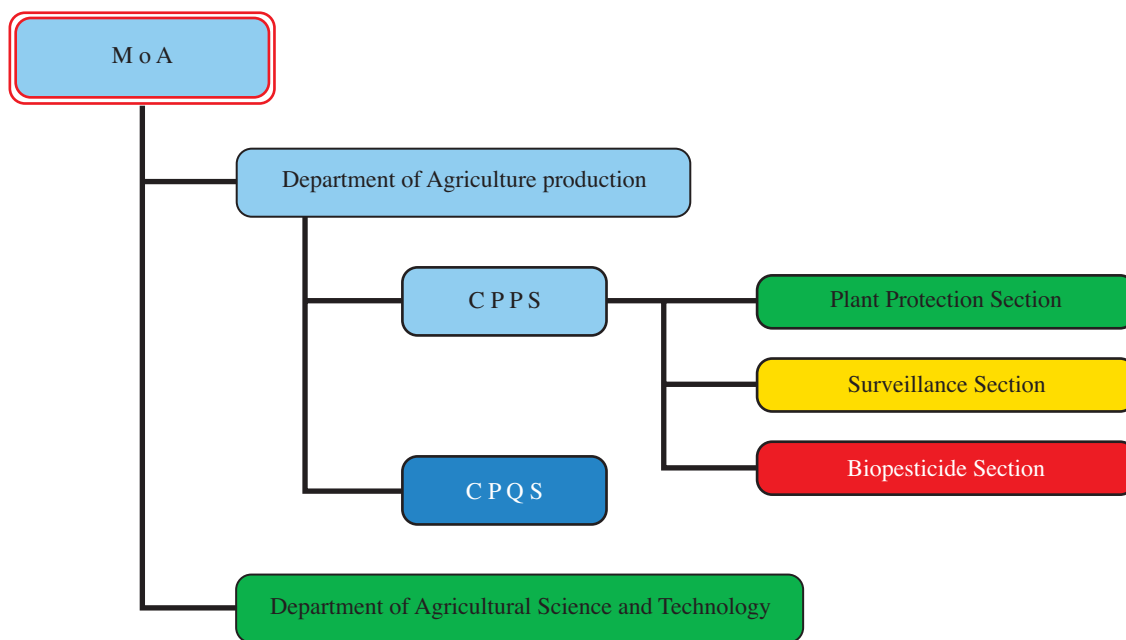 M o A
Department of Agriculture production
C P P S
Plant Protection Section
Surveillance Section
Biopesticide Section
C P Q S
Department of Agricultural Science and Technology